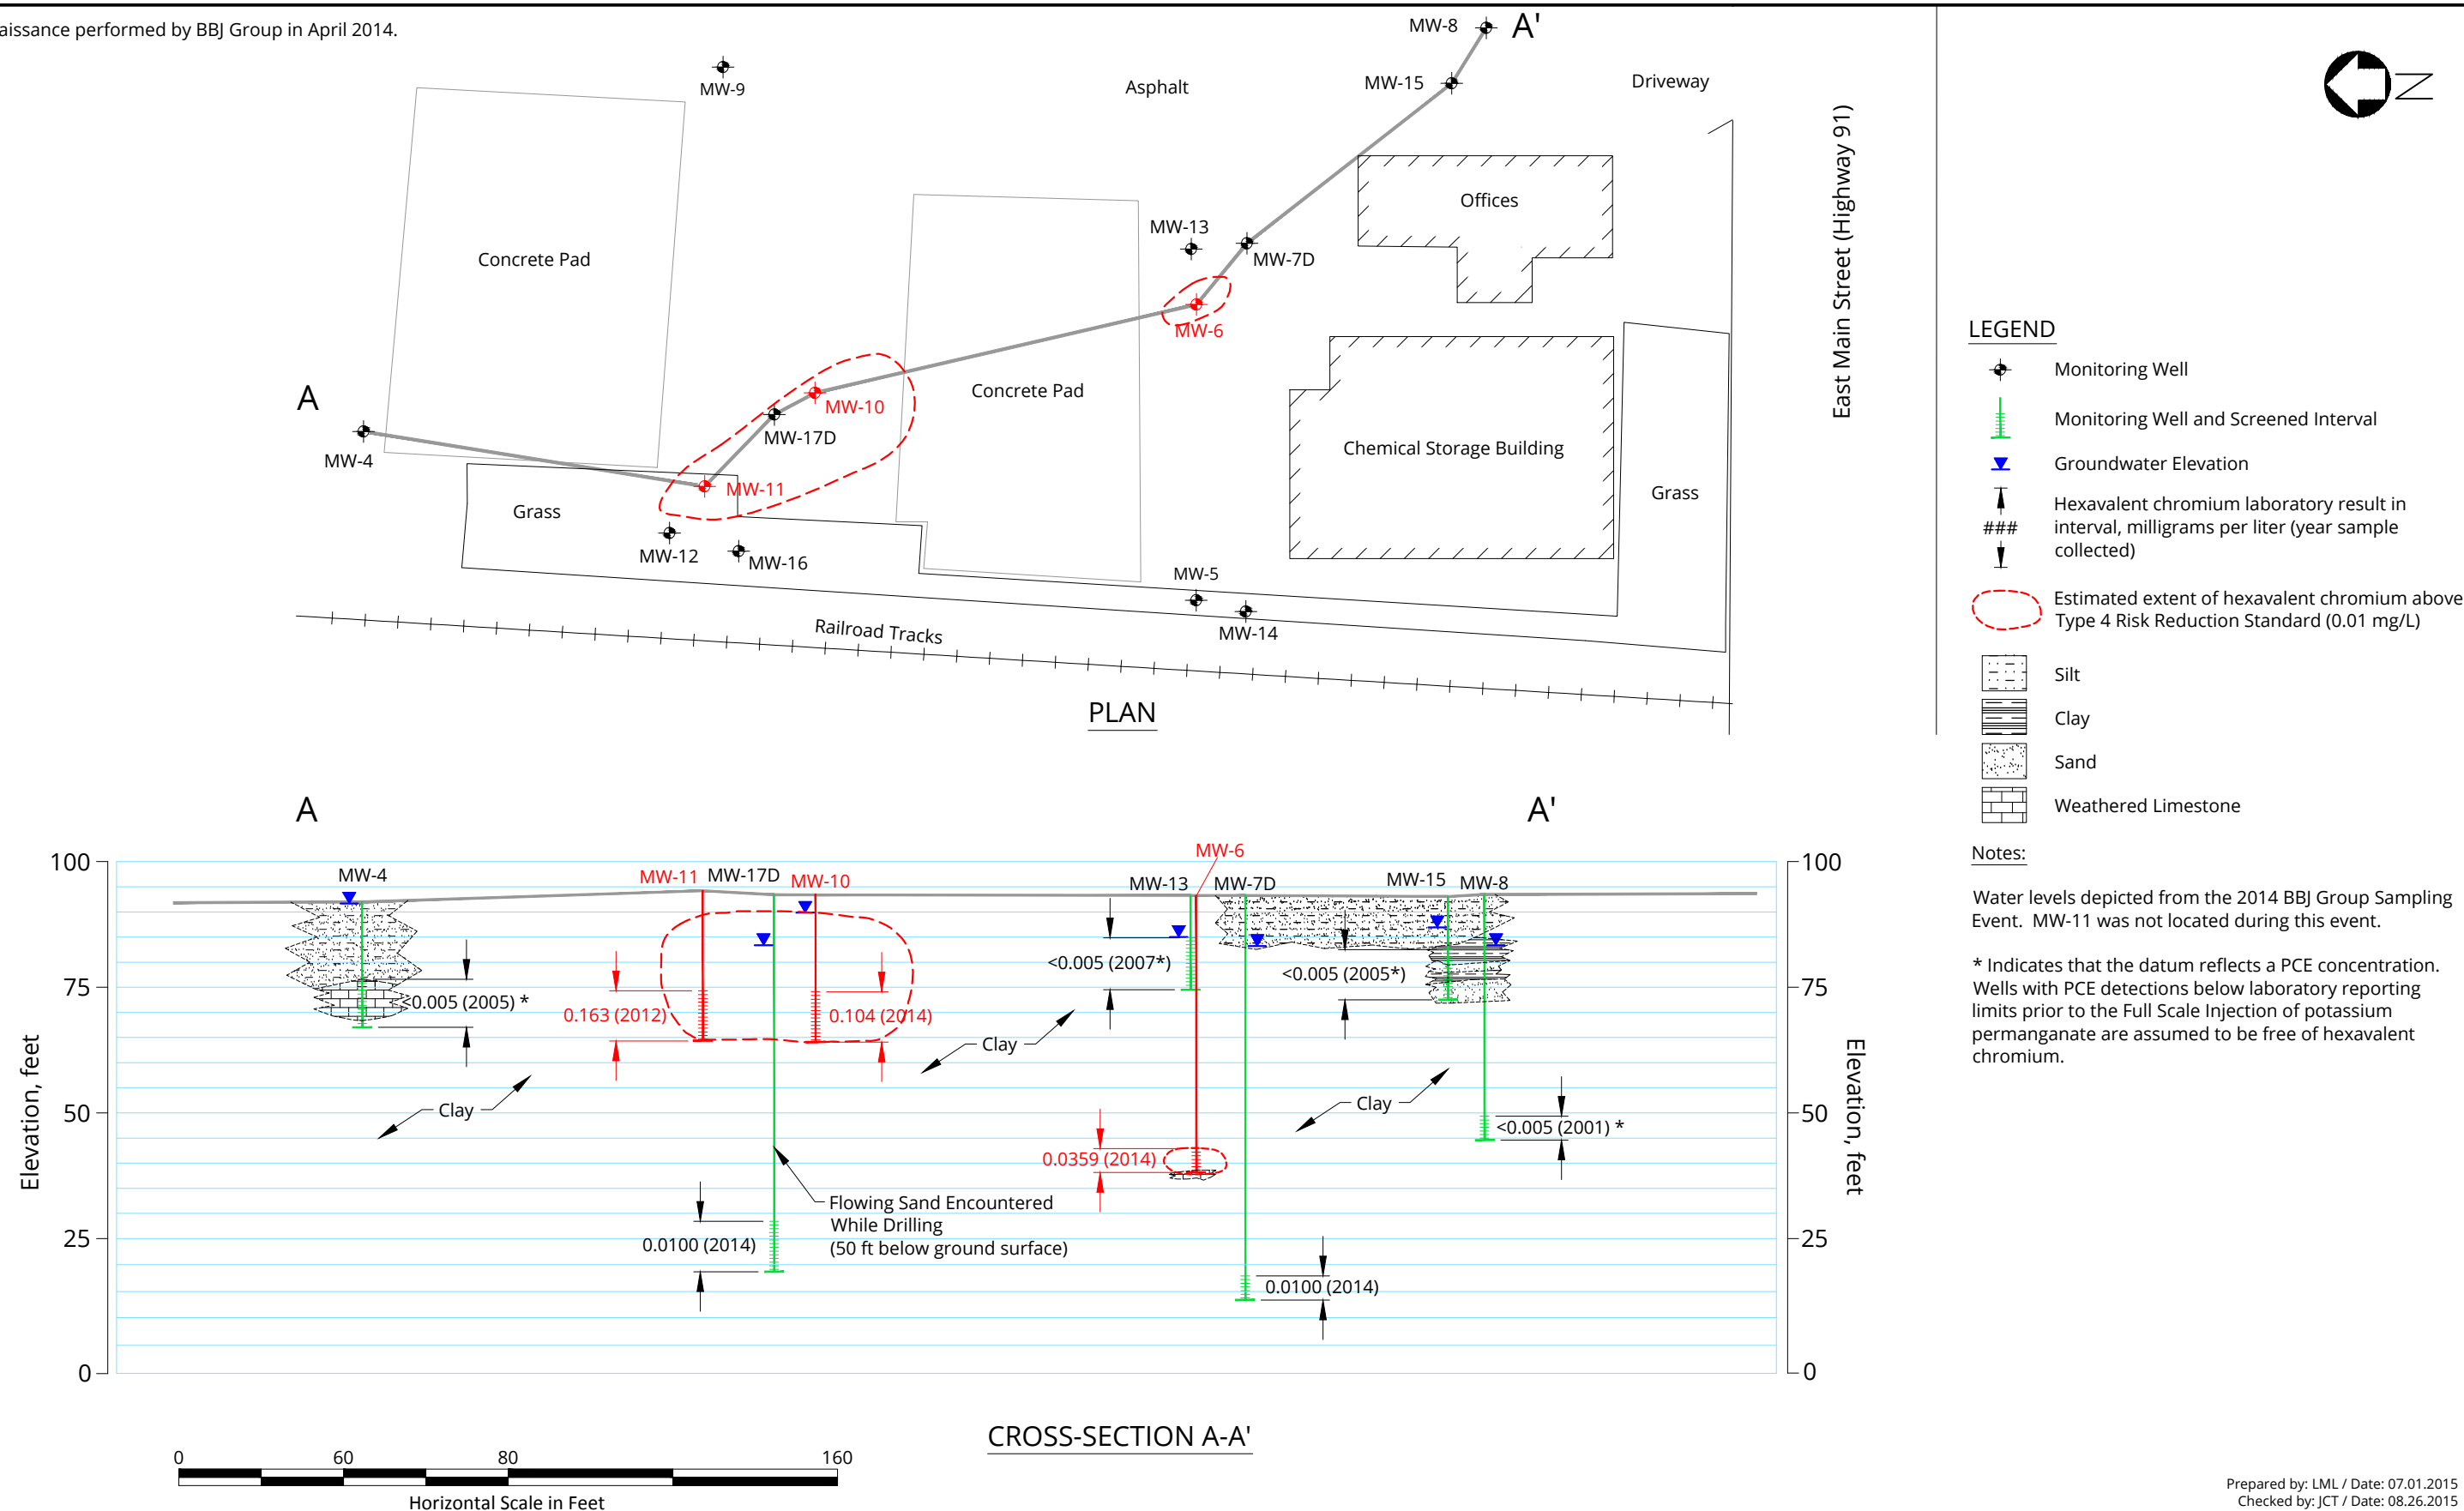 aissance performed by BBJ Group in April 2014.
MW-8
A'
MW-9
MW-15
Asphalt
Driveway
N
East Main Street (Highway 91)
Offices
MW-13
MW-7D
Concrete Pad
MW-6
A
MW-10
Concrete Pad
MW-17D
MW-4
Chemical Storage Building
MW-11
Grass
Grass
MW-12
MW-16
MW-5
MW-14
Railroad Tracks
PLAN
LEGEND
Monitoring Well
Monitoring Well and Screened Interval
Groundwater Elevation
###
Hexavalent chromium laboratory result in
interval, milligrams per liter (year sample
collected)
Estimated extent of hexavalent chromium above
Type 4 Risk Reduction Standard (0.01 mg/L)
Silt
Clay
Sand
Weathered Limestone
Notes:
Water levels depicted from the 2014 BBJ Group Sampling
Event. MW-11 was not located during this event.
* Indicates that the datum reflects a PCE concentration.
Wells with PCE detections below laboratory reporting
limits prior to the Full Scale Injection of potassium
permanganate are assumed to be free of hexavalent
chromium.
A
A'
Elevation, feet
100
75
50
25
0
MW-4
MW-11
MW-17D
MW-10
MW-13
MW-6
MW-7D
MW-15
MW-8
<0.005 (2005) *
0.163 (2012)
0.104 (2014)
<0.005 (2007*)
<0.005 (2005*)
Clay
Clay
Clay
<0.005 (2001) *
0.0359 (2014)
Flowing Sand Encountered
While Drilling
(50 ft below ground surface)
0.0100 (2014)
0.0100 (2014)
100
75
50
25
0
Elevation, feet
CROSS-SECTION A-A'
0 60 80 160
Horizontal Scale in Feet
Prepared by: LML / Date: 07.01.2015
Checked by: JCT / Date: 08.26.2015